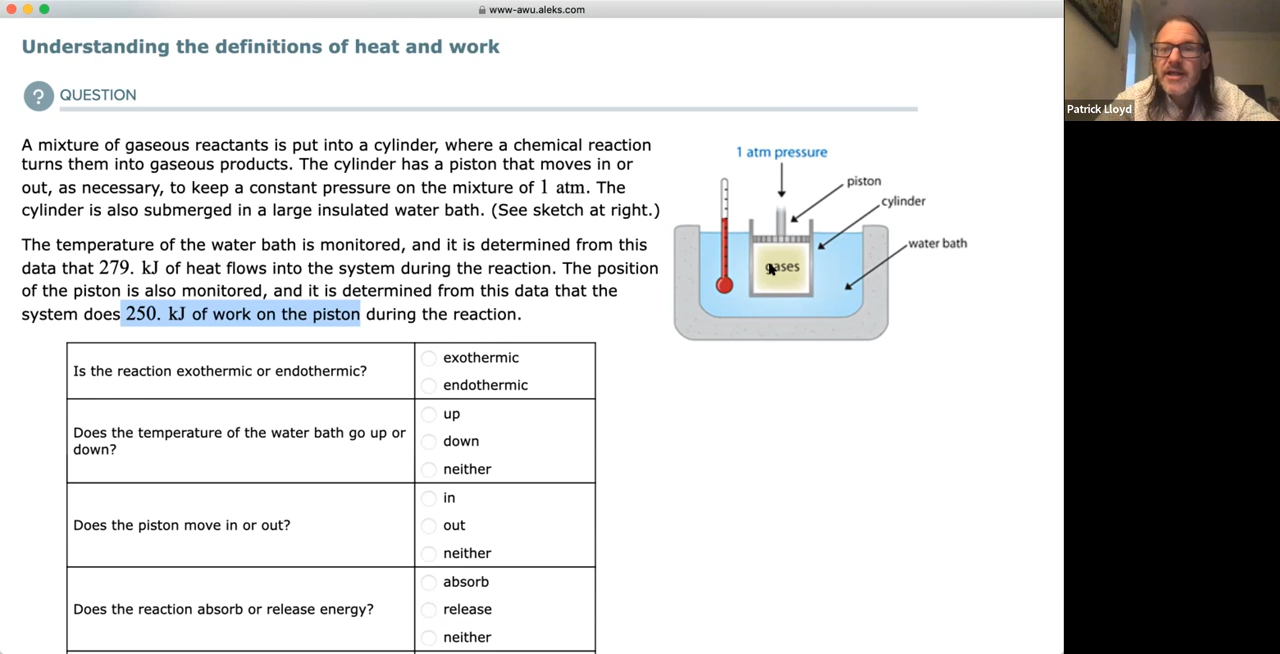 www-awu.aleks.com
Understanding the definitions of heat and work
? QUESTION
A mixture of gaseous reactants is put into a cylinder, where a chemical reaction
turns them into gaseous products. The cylinder has a piston that moves in or
out, as necessary, to keep a constant pressure on the mixture of 1 atm. The
cylinder is also submerged in a large insulated water bath. (See sketch at right.)
The temperature of the water bath is monitored, and it is determined from this
data that 279. kJ of heat flows into the system during the reaction. The position
of the piston is also monitored, and it is determined from this data that the
system does 250. kJ of work on the piston during the reaction.
1 atm pressure
piston
cylinder
water bath
gases
Is the reaction exothermic or endothermic?
exothermic
endothermic
Does the temperature of the water bath go up or
down?
up
down
neither
Does the piston move in or out?
in
out
neither
Does the reaction absorb or release energy?
absorb
release
neither
Patrick Lloyd